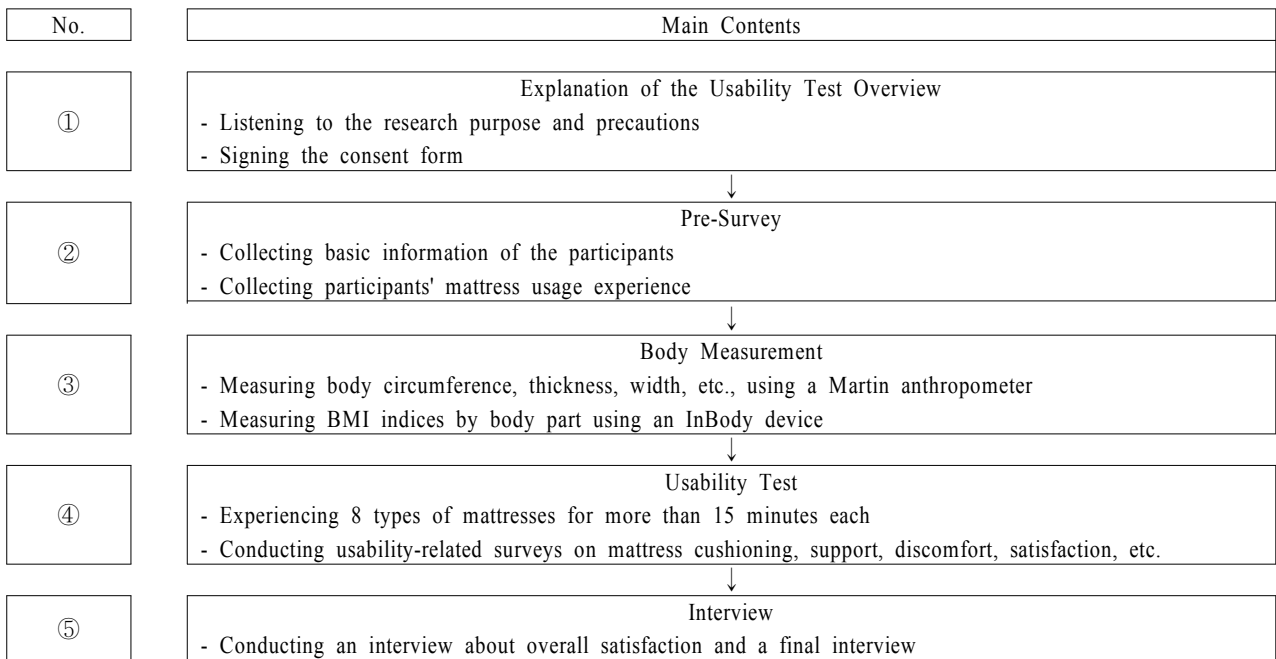 No. Main Contents
Explanation of the Usability Test Overview
① - Listening to the research purpose and precautions
- Signing the consent form
↓
Pre-Survey
② - Collecting basic information of the participants
- Collecting participants' mattress usage experience
↓
Body Measurement
③ - Measuring body circumference, thickness, width, etc., using a Martin anthropometer
- Measuring BMI indices by body part using an InBody device
↓
Usability Test
④ - Experiencing 8 types of mattresses for more than 15 minutes each
- Conducting usability-related surveys on mattress cushioning, support, discomfort, satisfaction, etc.
↓
Interview
⑤ - Conducting an interview about overall satisfaction and a final interview